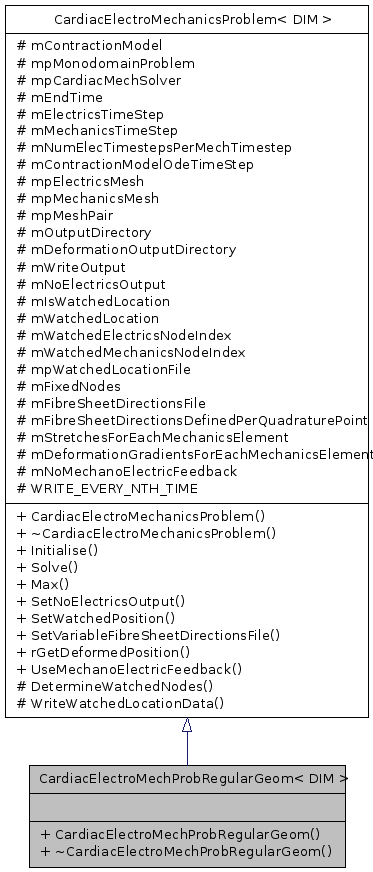 CardiacElectroMechanicsProblem< DIM >
# mContractionModel
# mpMonodomainProblem
# mpCardiacMechSolver
# mEndTime
# mElectricsTimeStep
# mMechanicsTimeStep
# mNumElecTimestepsPerMechTimestep
# mContractionModelOdeTimeStep
# mpElectricsMesh
# mpMechanicsMesh
# mpMeshPair
# mOutputDirectory
# mDeformationOutputDirectory
# mWriteOutput
# mNoElectricsOutput
# mIsWatchedLocation
# mWatchedLocation
# mWatchedElectricsNodeIndex
# mWatchedMechanicsNodeIndex
# mpWatchedLocationFile
# mFixedNodes
# mFibreSheetDirectionsFile
# mFibreSheetDirectionsDefinedPerQuadraturePoint
# mStretchesForEachMechanicsElement
# mDeformationGradientsForEachMechanicsElement
# mNoMechanoElectricFeedback
# WRITE_EVERY_NTH_TIME
+ CardiacElectroMechanicsProblem()
+ ~CardiacElectroMechanicsProblem()
+ Initialise()
+ Solve()
+ Max()
+ SetNoElectricsOutput()
+ SetWatchedPosition()
+ SetVariableFibreSheetDirectionsFile()
+ rGetDeformedPosition()
+ UseMechanoElectricFeedback()
# DetermineWatchedNodes()
# WriteWatchedLocationData()
CardiacElectroMechProbRegularGeom< DIM >
+ CardiacElectroMechProbRegularGeom()
+ ~CardiacElectroMechProbRegularGeom()